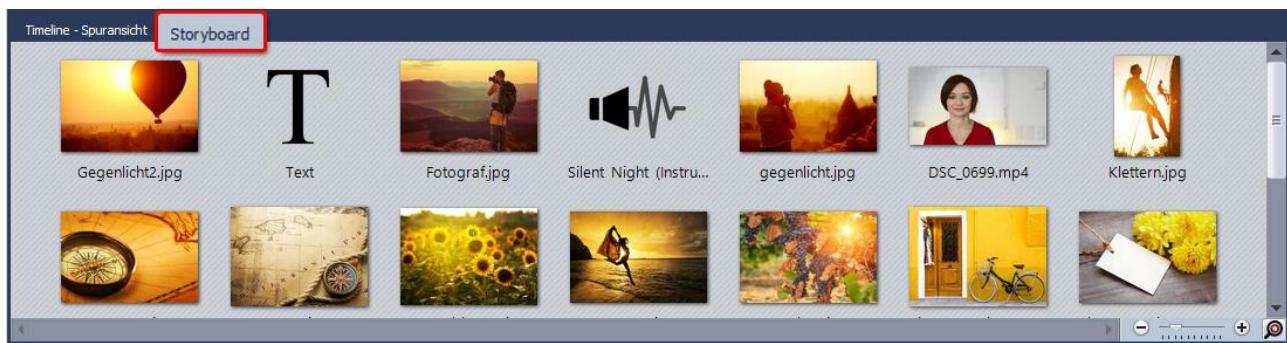 Timeline - Spuransicht
Storyboard
T
Gegenlicht2.jpg
Text
Fotograf.jpg
Silent Night (Instru...
gegenlicht.jpg
DSC_0699.mp4
Klettern.jpg